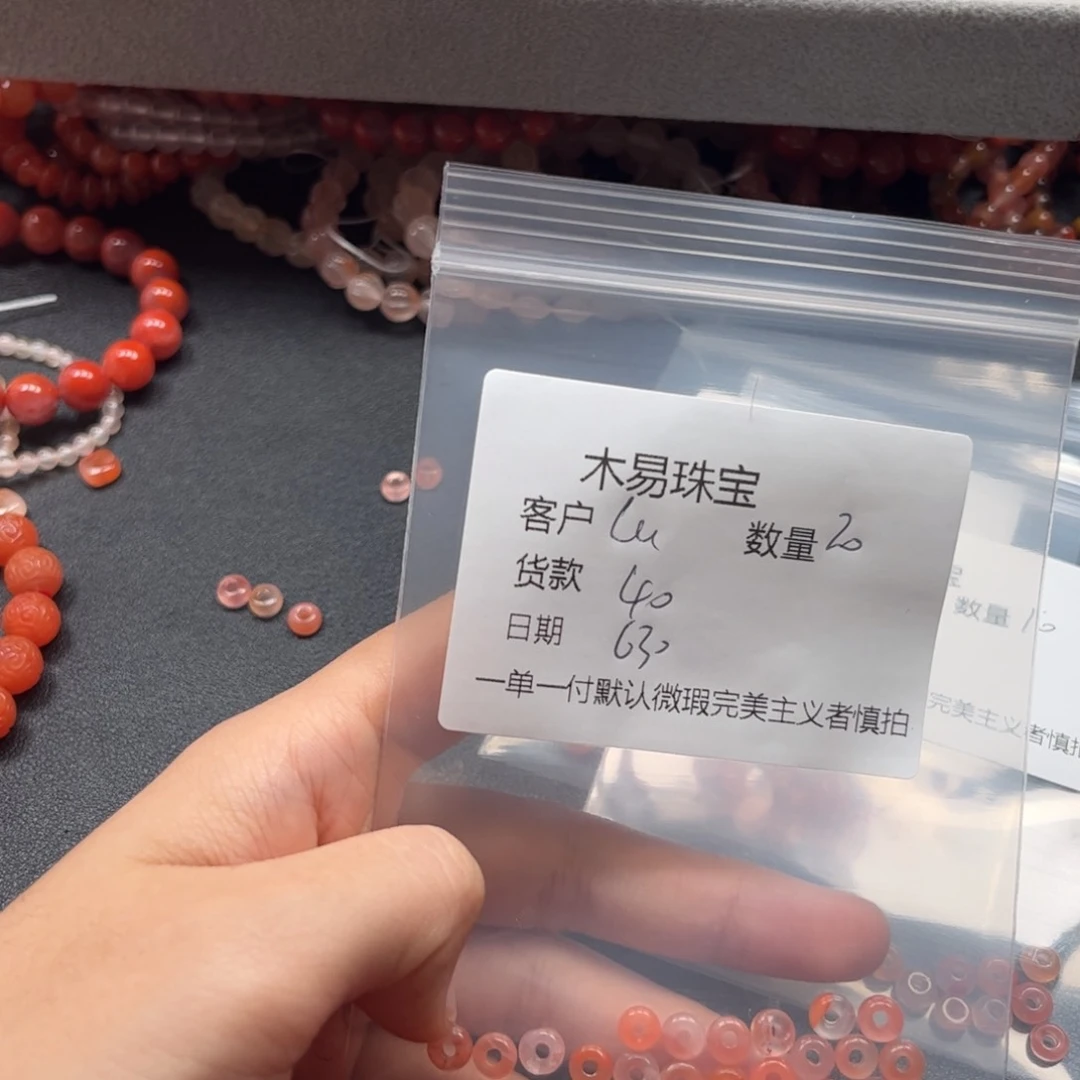 木易珠宝
客户 Lu 数量 20
货款 40
日期 630
一单一付默认微瑕完美主义者慎拍
数量 10
完美主义者慎拍